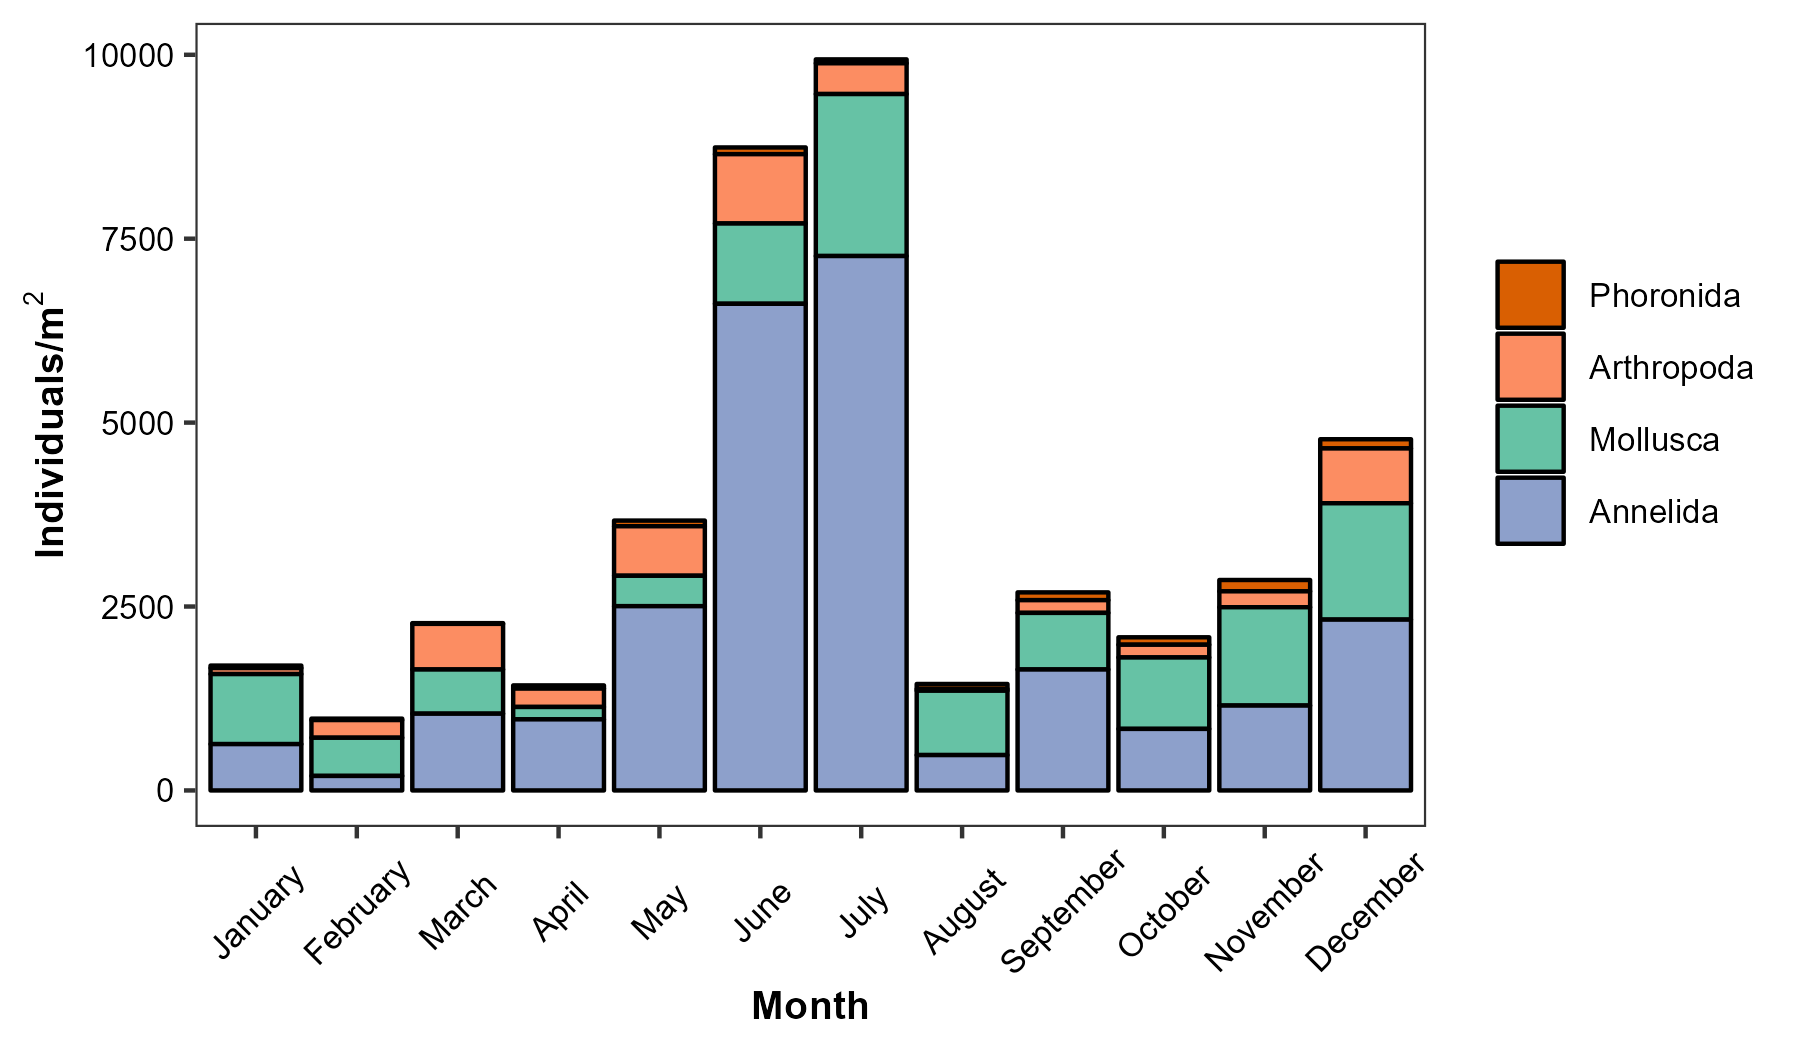 10000
7500
5000
2500
0
Individuals/m²
January
February
March
April
May
June
July
August
September
October
November
December
Month
Phoronida
Arthropoda
Mollusca
Annelida